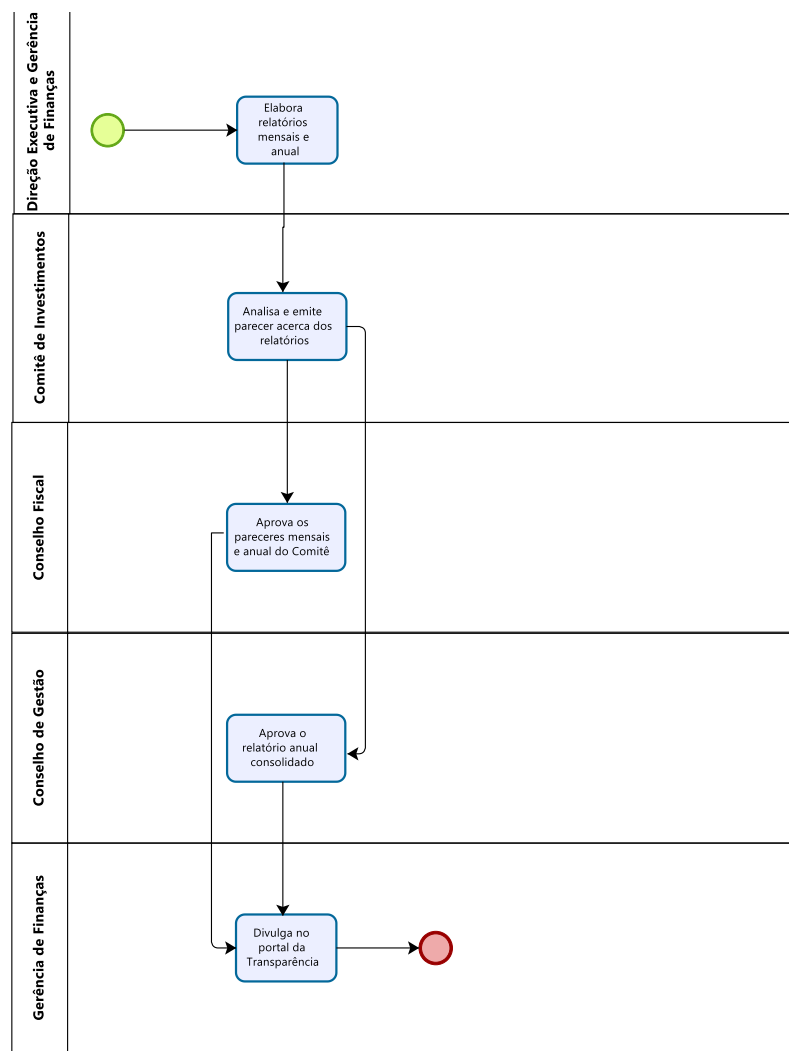 Direção Executiva e Gerência
de Finanças
Elabora
relatórios
mensais e
anual
Comitê de Investimentos
Analisa e emite
parecer acerca dos
relatórios
Conselho Fiscal
Aprova os
pareceres mensais
e anual do Comitê
Conselho de Gestão
Aprova o
relatório anual
consolidado
Gerência de Finanças
Divulga no
portal da
Transparência